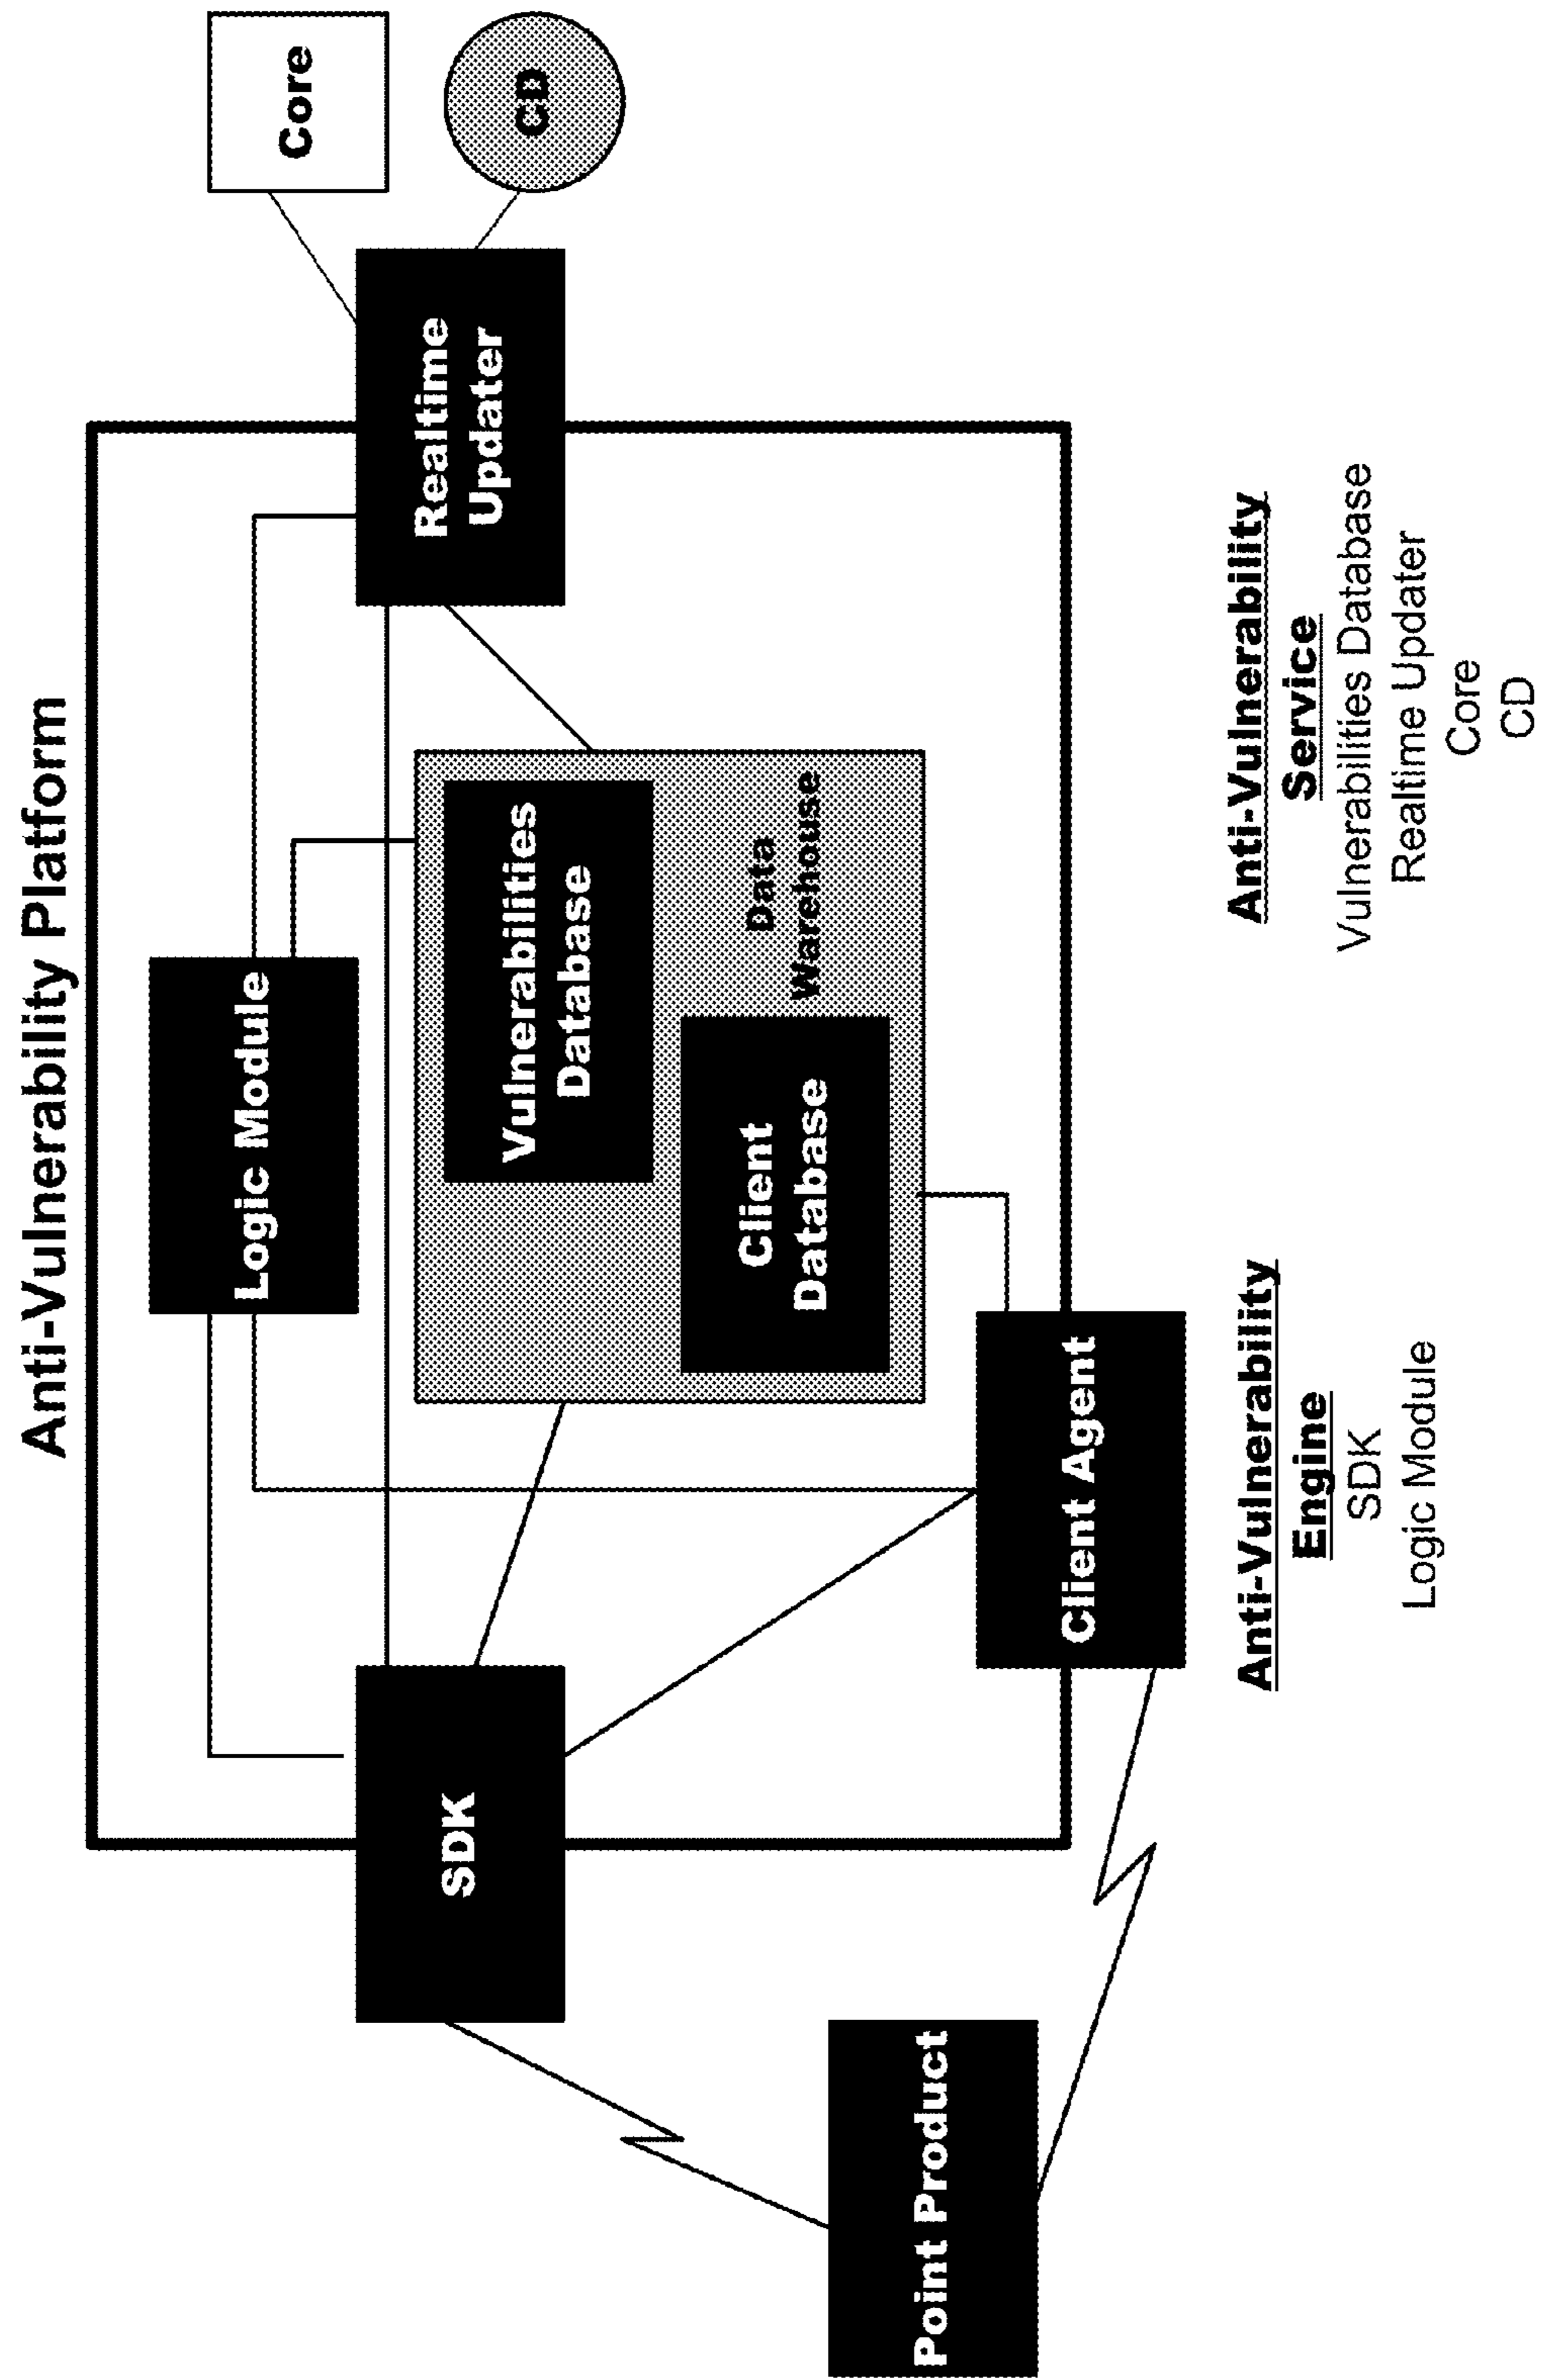 Anti-Vulnerability Platform
Core
CD
Realtime
Updater
Logic Module
Vulnerabilities
Database
Data
Warehouse
Client
Database
SDK
Client Agent
Point Product
Anti-Vulnerability
Engine
SDK
Logic Module
Anti-Vulnerability
Service
Vulnerabilities Database
Realtime Updater
Core
CD